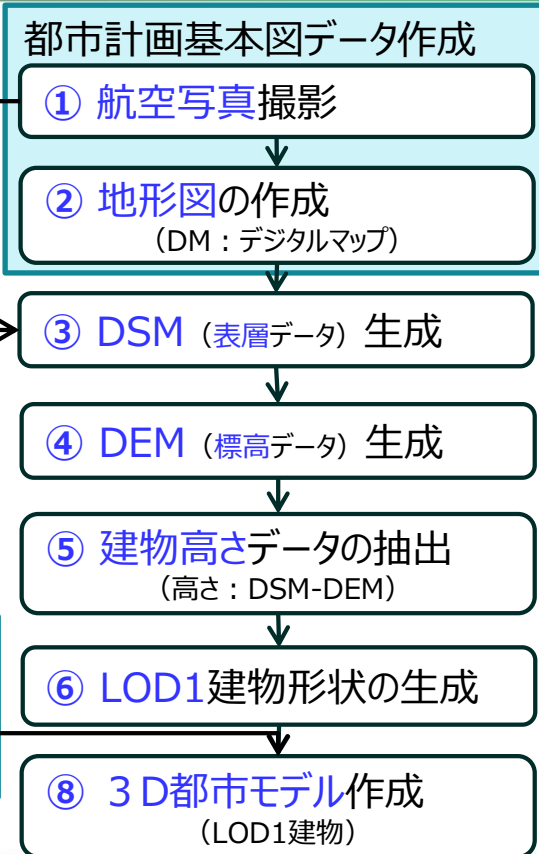 都市計画基本図データ作成
① 航空写真撮影
② 地形図の作成
（DM：デジタルマップ）
③ DSM（表層データ）生成
④ DEM（標高データ）生成
⑤ 建物高さデータの抽出
（高さ：DSM-DEM）
⑥ LOD1建物形状の生成
⑧ ３D都市モデル作成
（LOD1建物）